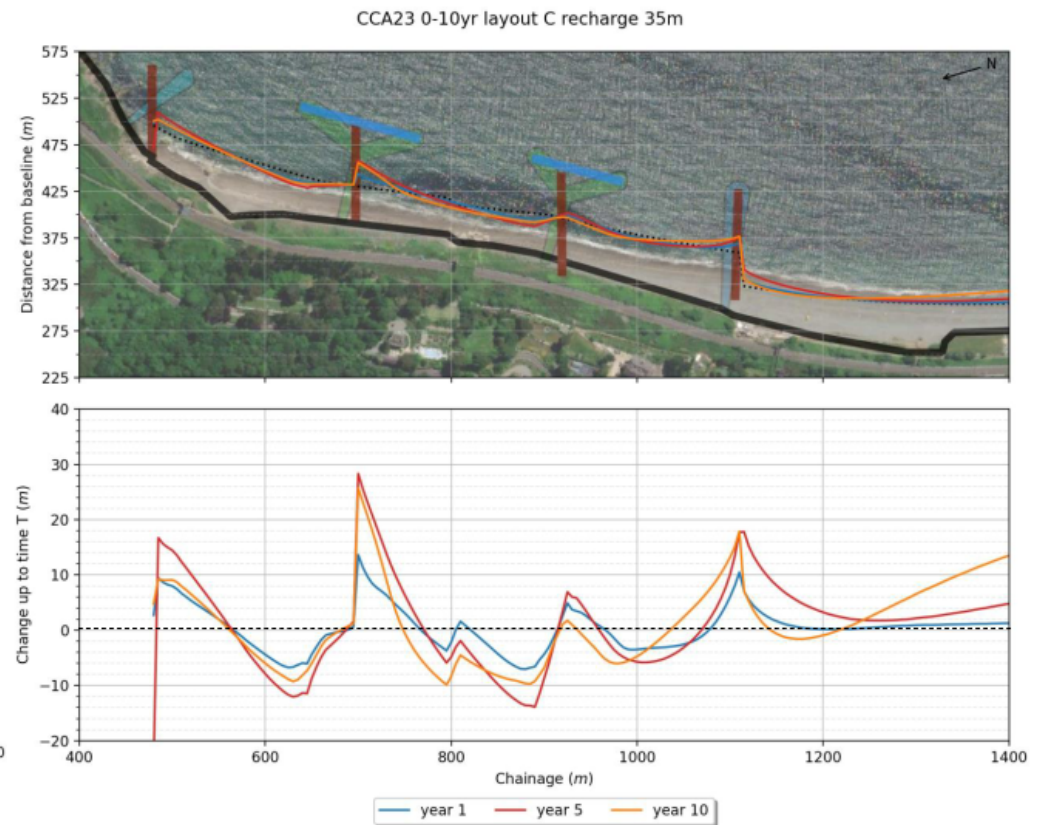 CCA23 0-10yr layout C recharge 35m
575
525
475
425
375
325
275
225
Distance from baseline (m)
N
40
30
20
10
0
−10
−20
Change up to time T (m)
0
400
600
800
1000
1200
1400
Chainage (m)
year 1
year 5
year 10